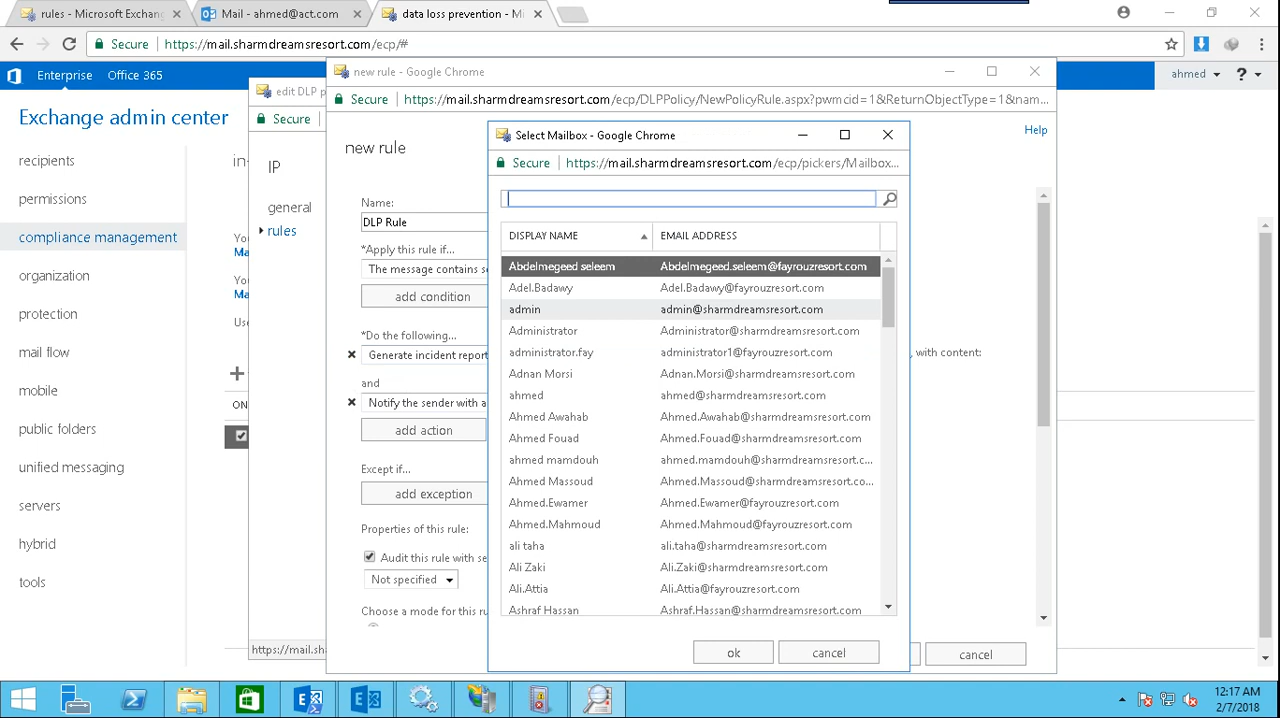 rules - Microsoft Exchang
Mail - ahmed@act.com
data loss prevention - Mi
Secure
https://mail.sharmdreamsresort.com/ecp/#
Enterprise
Office 365
ahmed
?
Exchange admin center
recipients
permissions
compliance management
organization
protection
mail flow
mobile
public folders
unified messaging
servers
hybrid
tools
edit DLP p
Secure
IP
general
rules
https://mail.sha
new rule - Google Chrome
Secure
https://mail.sharmdreamsresort.com/ecp/DLPPolicy/NewPolicyRule.aspx?pwmcid=1&ReturnObjectType=1&nam...
Help
new rule
Name:
DLP Rule
*Apply this rule if...
The message contains se
add condition
*Do the following...
Generate incident report
, with content:
and
Notify the sender with a
add action
Except if...
add exception
Properties of this rule:
Audit this rule with se
Not specified
Choose a mode for this ru
cancel
Select Mailbox - Google Chrome
Secure
https://mail.sharmdreamsresort.com/ecp/pickers/Mailbox...
DISPLAY NAME EMAIL ADDRESS
Abdelmegeed seleem Abdelmegeed.seleem@fayrouzresort.com
Adel.Badawy Adel.Badawy@fayrouzresort.com
admin admin@sharmdreamsresort.com
Administrator Administrator@sharmdreamsresort.com
administrator.fay administrator1@fayrouzresort.com
Adnan Morsi Adnan.Morsi@sharmdreamsresort.com
ahmed ahmed@sharmdreamsresort.com
Ahmed Awahab Ahmed.Awahab@sharmdreamsresort.com
Ahmed Fouad Ahmed.Fouad@sharmdreamsresort.com
ahmed mamdouh ahmed.mamdouh@sharmdreamsresort.c...
Ahmed Massoud Ahmed.Massoud@sharmdreamsresort.co...
Ahmed.Ewamer Ahmed.Ewamer@fayrouzresort.com
Ahmed.Mahmoud Ahmed.Mahmoud@fayrouzresort.com
ali taha ali.taha@sharmdreamsresort.com
Ali Zaki Ali.Zaki@sharmdreamsresort.com
Ali.Attia Ali.Attia@fayrouzresort.com
Ashraf Hassan Ashraf.Hassan@sharmdreamsresort.com
ok
cancel
in-
You
Ma
You
Ma
Use
ON
12:17 AM
2/7/2018